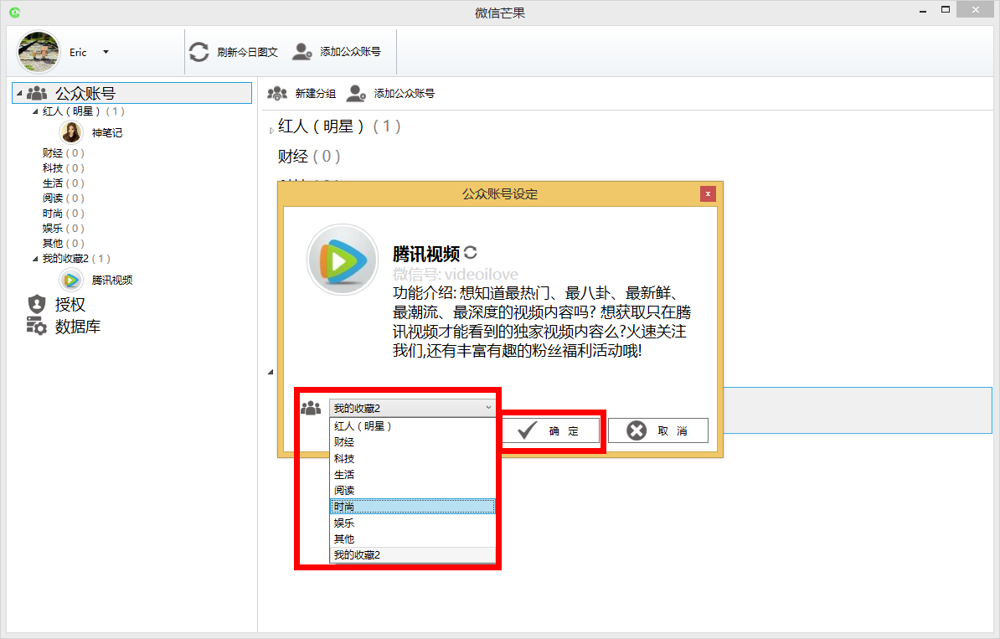 微信芒果
Eric
刷新今日图文
添加公众账号
公众账号
红人（明星）（1）
神笔记
财经（0）
科技（0）
生活（0）
阅读（0）
时尚（0）
娱乐（0）
其他（0）
我的收藏2（1）
腾讯视频
授权
数据库
新建分组
添加公众账号
红人（明星）（1）
财经（0）
公众账号设定
腾讯视频
微信号: videoilove
功能介绍: 想知道最热门、最八卦、最新鲜、
最潮流、最深度的视频内容吗? 想获取只在腾
讯视频才能看到的独家视频内容么?火速关注
我们,还有丰富有趣的粉丝福利活动哦!
我的收藏2
红人（明星）
财经
科技
生活
阅读
时尚
娱乐
其他
我的收藏2
确 定
取 消